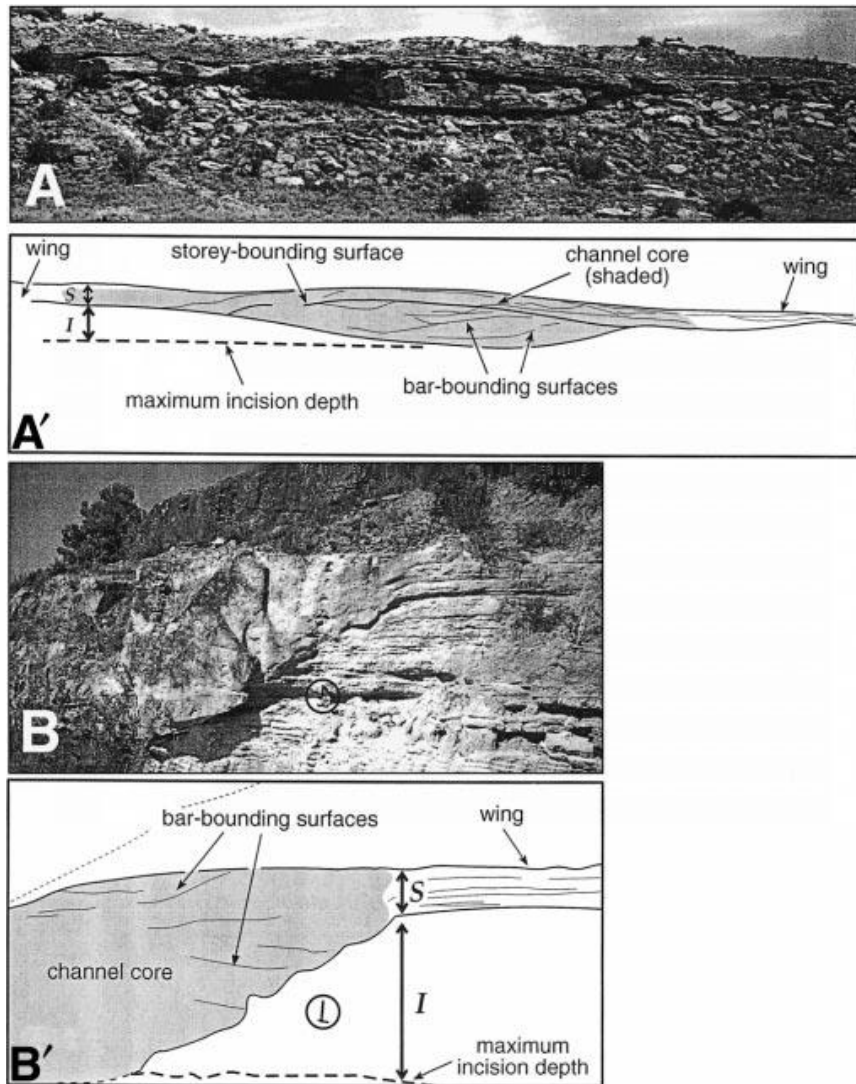 A
wing
storey-bounding surface
channel core
(shaded)
wing
S
I
bar-bounding surfaces
maximum incision depth
A′
B
bar-bounding surfaces
wing
S
channel core
I
maximum
incision depth
B′